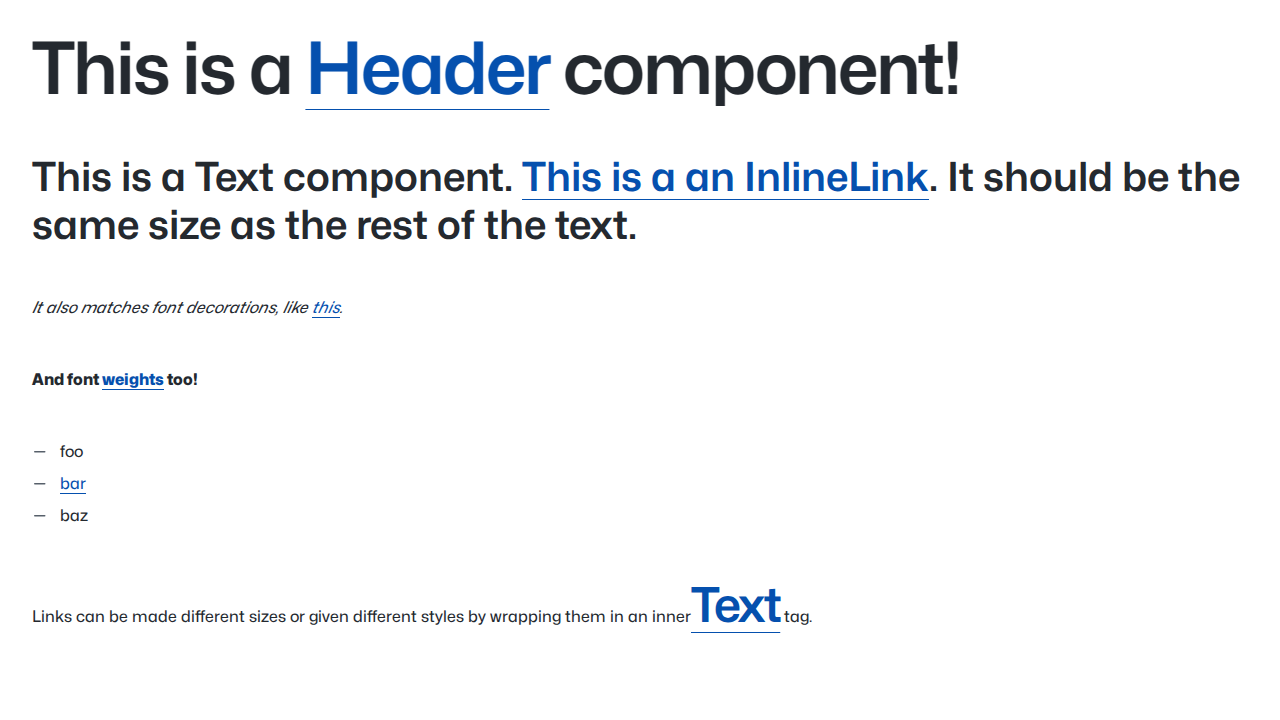 This is a Header component!
This is a Text component. This is a an InlineLink. It should be the
same size as the rest of the text.
It also matches font decorations, like this.
And font weights too!
— foo
— bar
— baz
Links can be made different sizes or given different styles by wrapping them in an inner Text tag.